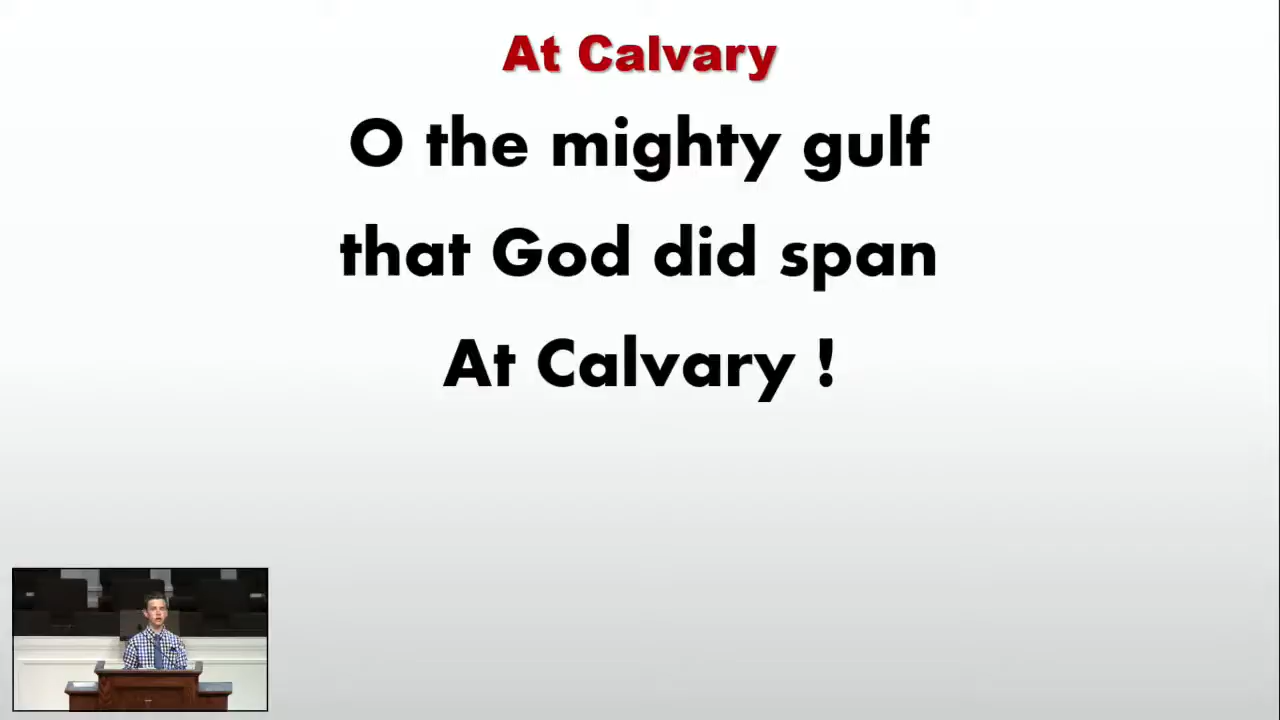 At Calvary
O the mighty gulf
that God did span
At Calvary !